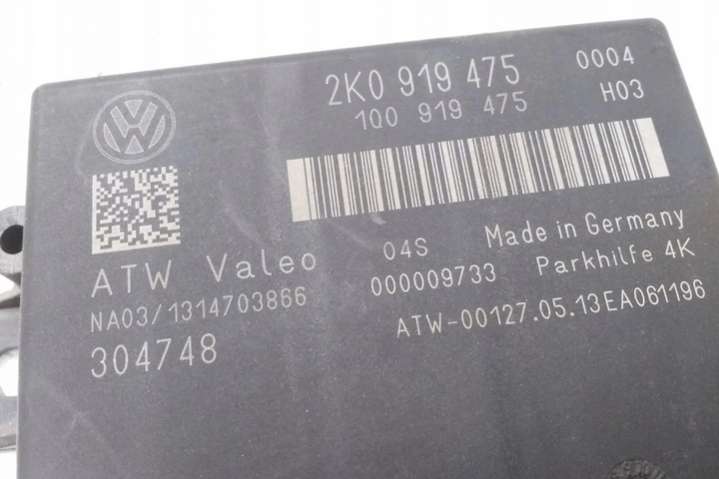 2K0 919 475 0004
1Q0 919 475 H03
ATW Valeo 04S Made in Germany
NA03/1314703866 000009733 Parkhilfe 4K
304748 ATW-00127.05.13EA061196